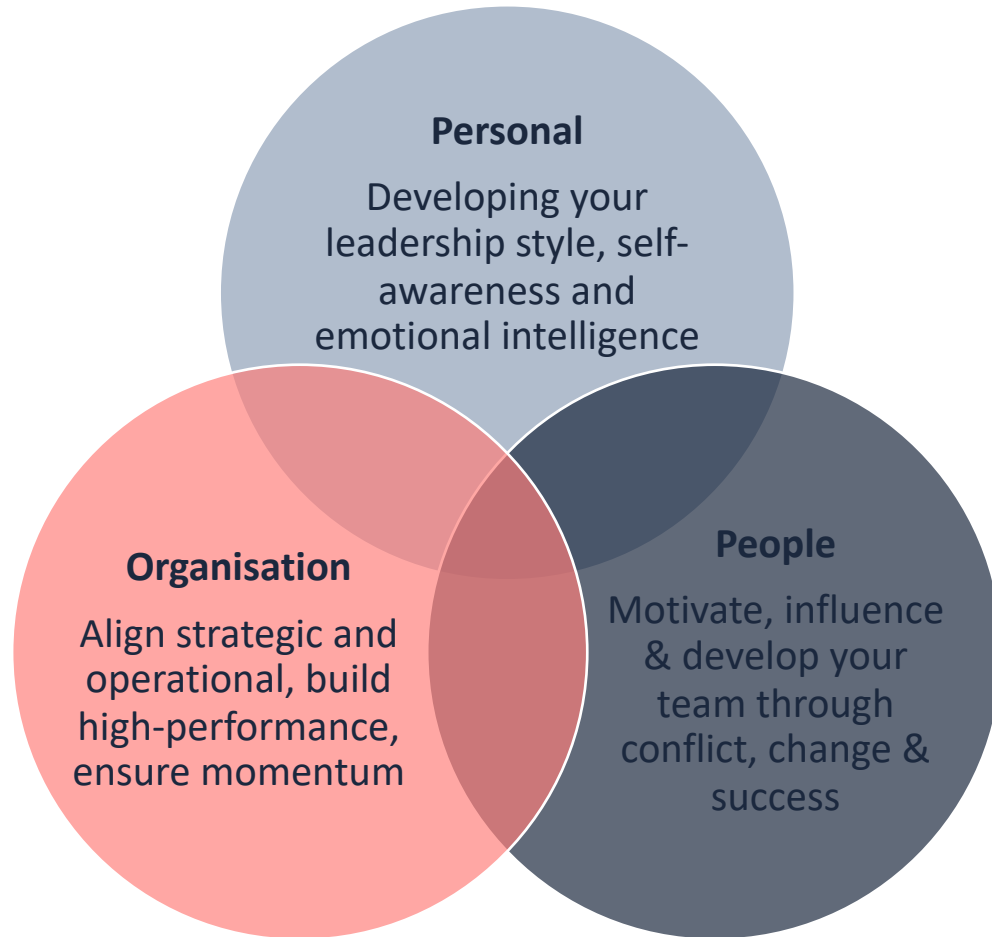 Personal
Developing your
leadership style, self-
awareness and
emotional intelligence
Organisation
Align strategic and
operational, build
high-performance,
ensure momentum
People
Motivate, influence
& develop your
team through
conflict, change &
success